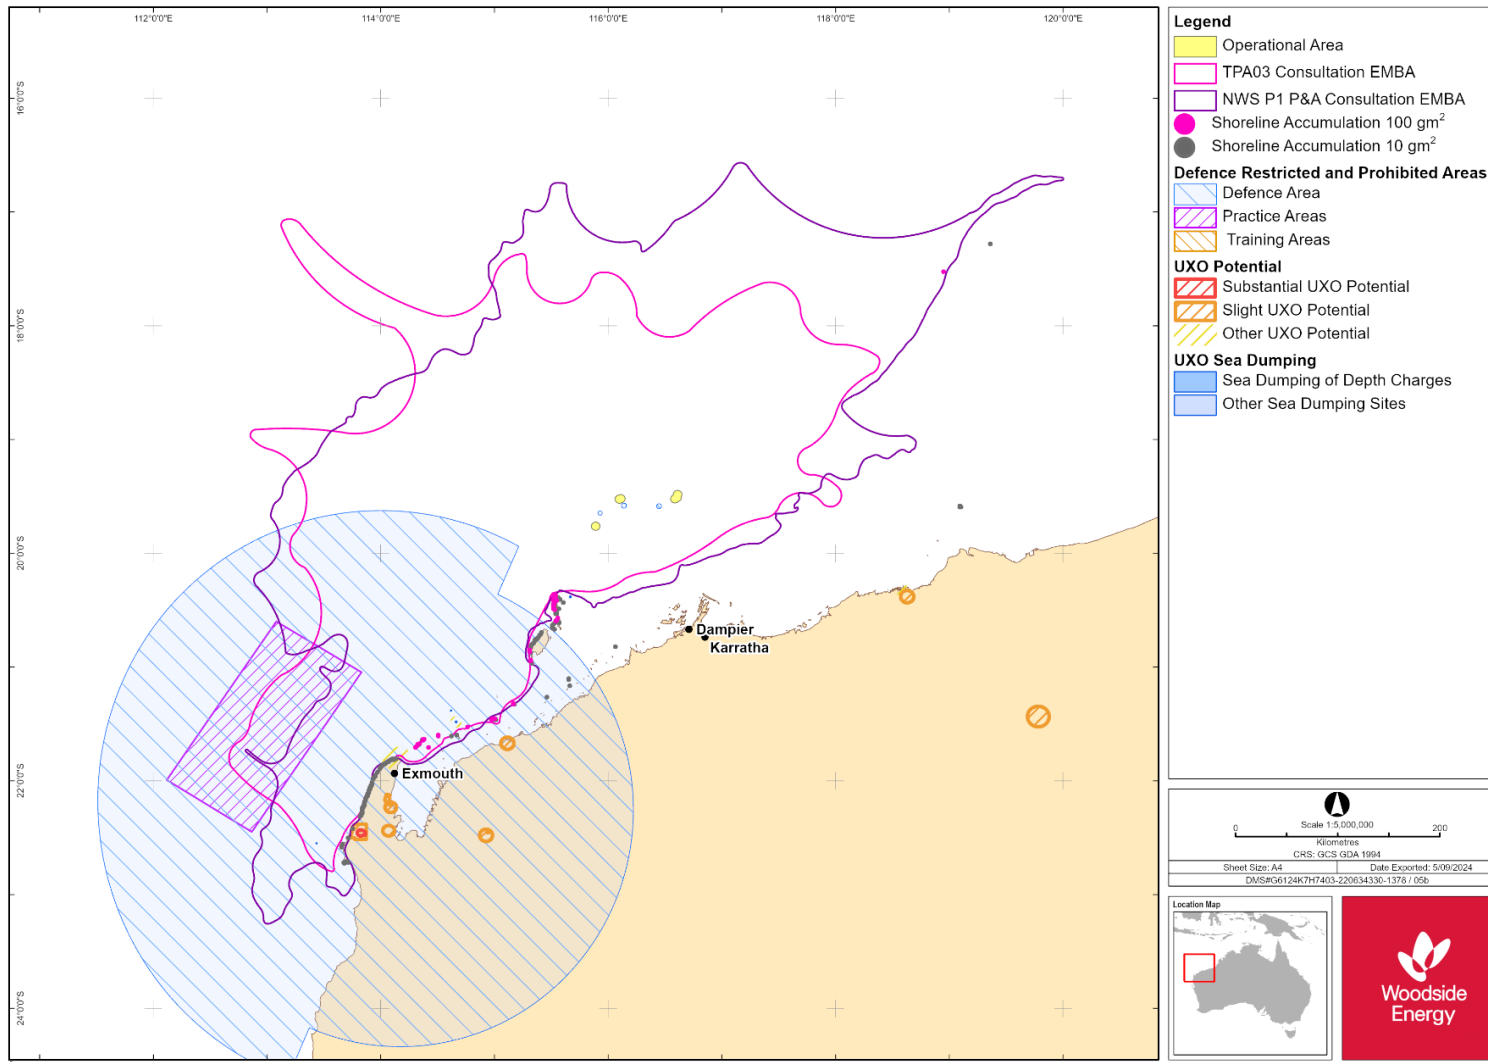 112°0'0"E 114°0'0"E 116°0'0"E 118°0'0"E 120°0'0"E
16°0'0"S
18°0'0"S
20°0'0"S
22°0'0"S
24°0'0"S
Dampier
Karratha
Exmouth
Legend
Operational Area
TPA03 Consultation EMBA
NWS P1 P&A Consultation EMBA
Shoreline Accumulation 100 gm²
Shoreline Accumulation 10 gm²
Defence Restricted and Prohibited Areas
Defence Area
Practice Areas
Training Areas
UXO Potential
Substantial UXO Potential
Slight UXO Potential
Other UXO Potential
UXO Sea Dumping
Sea Dumping of Depth Charges
Other Sea Dumping Sites
Scale 1:5,000,000
0 200
Kilometres
CRS: GCS GDA 1994
Sheet Size: A4 Date Exported: 5/09/2024
DMS#G6124K7H7403-220634330-1378 / 05b
Location Map
Woodside
Energy